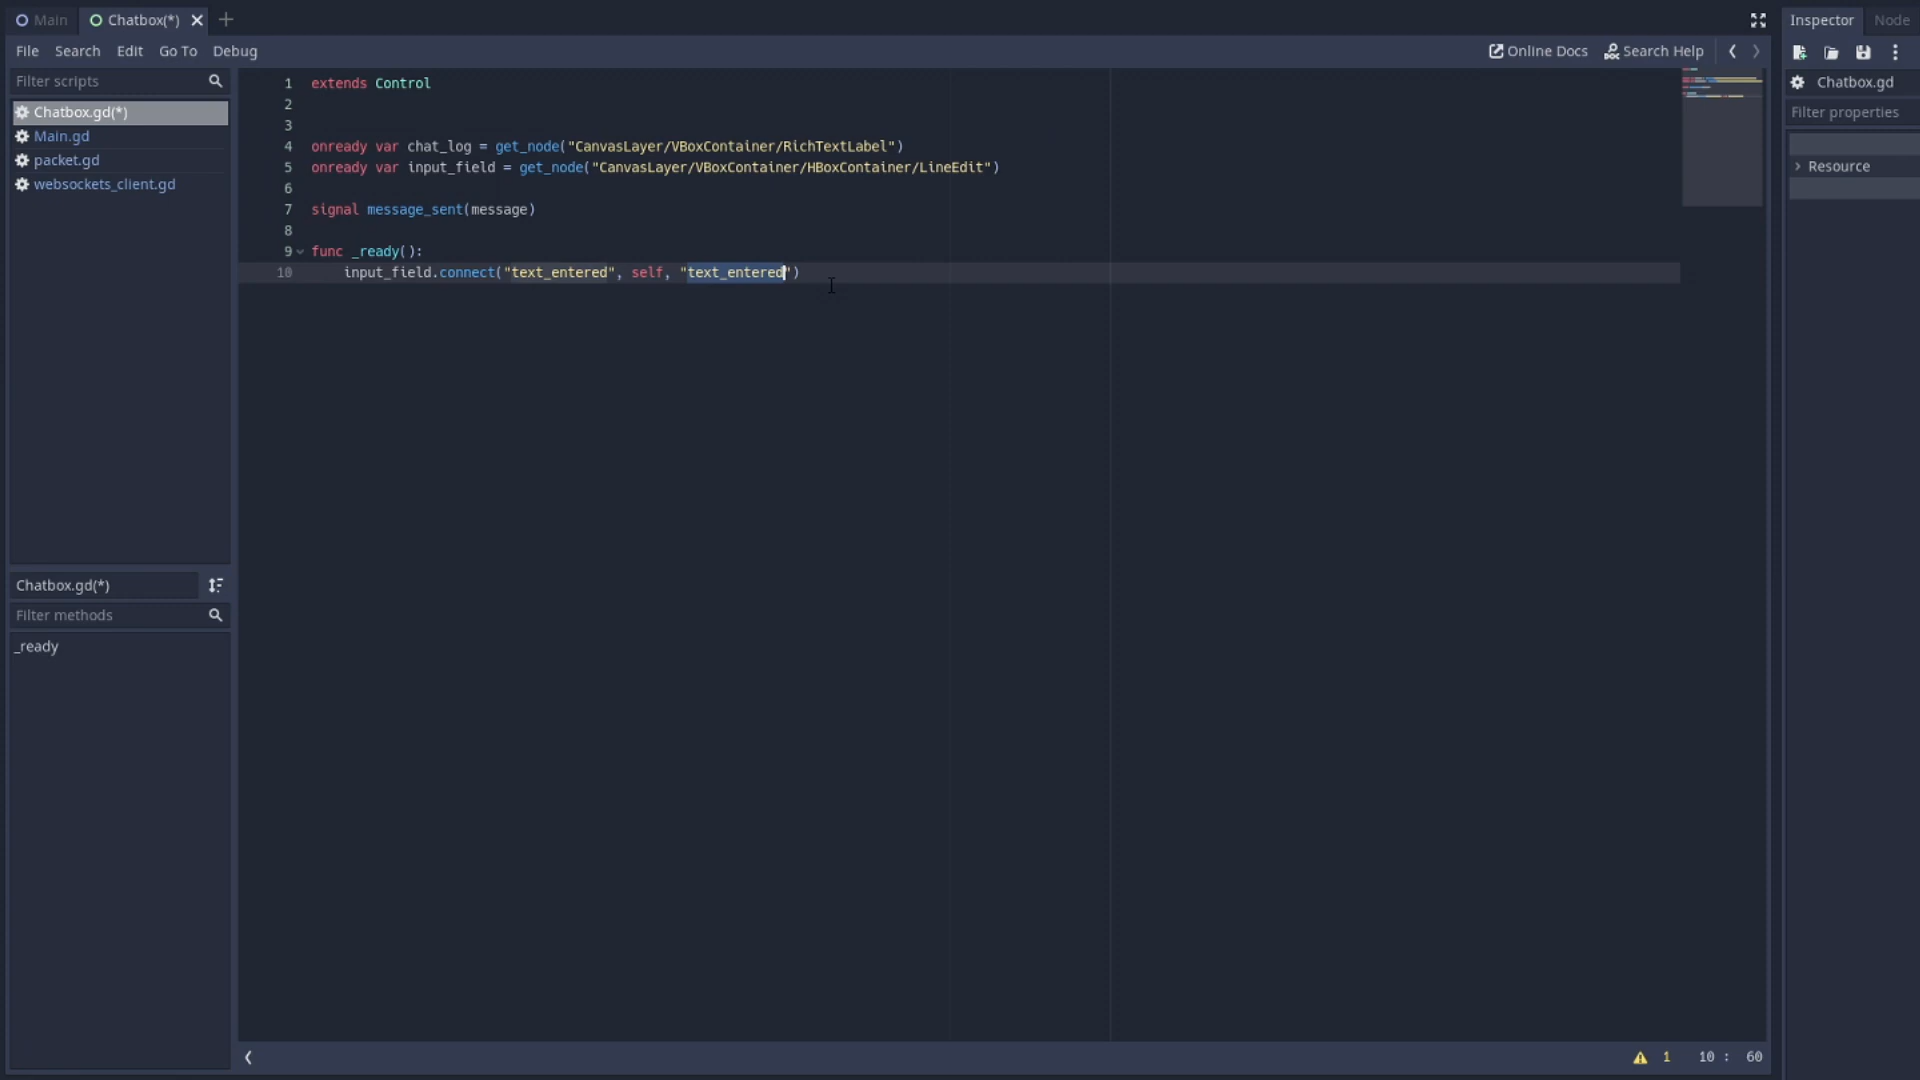 Main
Chatbox(*)
Inspector
Node
File
Search
Edit
Go To
Debug
Online Docs
Search Help
Filter scripts
Chatbox.gd(*)
Main.gd
packet.gd
websockets_client.gd
Chatbox.gd(*)
Filter methods
_ready
1 extends Control
2
3
4 onready var chat_log = get_node("CanvasLayer/VBoxContainer/RichTextLabel")
5 onready var input_field = get_node("CanvasLayer/VBoxContainer/HBoxContainer/LineEdit")
6
7 signal message_sent(message)
8
9 func _ready():
10 input_field.connect("text_entered", self, "text_entered")
1
10 : 60
Chatbox.gd
Filter properties
Resource